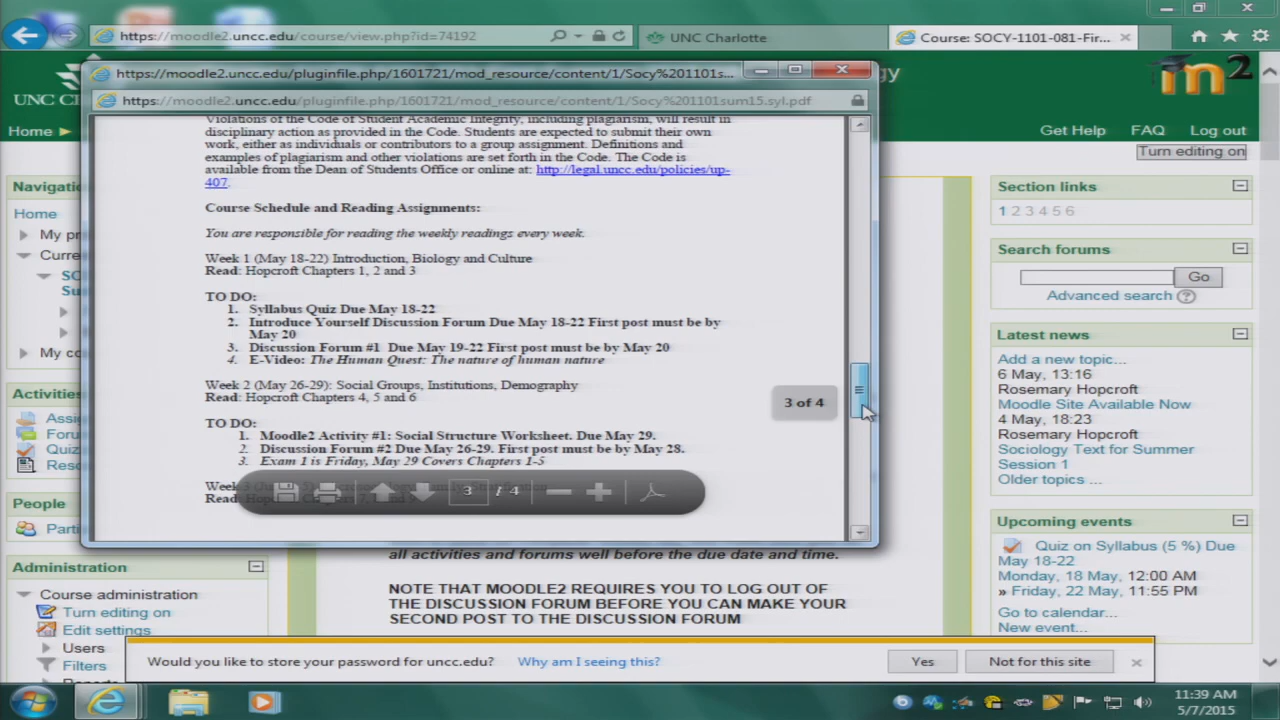 https://moodle2.uncc.edu/course/view.php?id=74192
UNC Charlotte
Course: SOCY-1101-081-Fir...
https://moodle2.uncc.edu/pluginfile.php/1601721/mod_resource/content/1/Socy%201101s...
https://moodle2.uncc.edu/pluginfile.php/1601721/mod_resource/content/1/Socy%201101sum15.syl.pdf
UNC
m2
Home
Get Help FAQ Log out
Turn editing on
Navigatio
Home
My p
Curre
SO
Su
My co
Activities
Assig
Foru
Quiz
Reso
People
Parti
Administration
Course administration
Turn editing on
Edit settings
Users
Filters
Violations of the Code of Student Academic Integrity, including plagiarism, will result in
disciplinary action as provided in the Code. Students are expected to submit their own
work, either as individuals or contributors to a group assignment. Definitions and
examples of plagiarism and other violations are set forth in the Code. The Code is
available from the Dean of Students Office or online at: http://legal.uncc.edu/policies/up-
407.
Course Schedule and Reading Assignments:
You are responsible for reading the weekly readings every week.
Week 1 (May 18-22) Introduction, Biology and Culture
Read: Hopcroft Chapters 1, 2 and 3
TO DO:
1. Syllabus Quiz Due May 18-22
2. Introduce Yourself Discussion Forum Due May 18-22 First post must be by
May 20
3. Discussion Forum #1 Due May 19-22 First post must be by May 20
4. E-Video: The Human Quest: The nature of human nature
Week 2 (May 26-29): Social Groups, Institutions, Demography
Read: Hopcroft Chapters 4, 5 and 6
TO DO:
1. Moodle2 Activity #1: Social Structure Worksheet. Due May 29.
2. Discussion Forum #2 Due May 26-29. First post must be by May 28.
3. Exam 1 is Friday, May 29 Covers Chapters 1-5
Week
Read:
3 / 4
3 of 4
all activities and forums well before the due date and time.
NOTE THAT MOODLE2 REQUIRES YOU TO LOG OUT OF
THE DISCUSSION FORUM BEFORE YOU CAN MAKE YOUR
SECOND POST TO THE DISCUSSION FORUM
Section links
1 2 3 4 5 6
Search forums
Go
Advanced search
Latest news
Add a new topic...
6 May, 13:16
Rosemary Hopcroft
Moodle Site Available Now
4 May, 18:23
Rosemary Hopcroft
Sociology Text for Summer
Session 1
Older topics ...
Upcoming events
Quiz on Syllabus (5 %) Due
May 18-22
Monday, 18 May, 12:00 AM
» Friday, 22 May, 11:55 PM
Go to calendar...
New event...
Would you like to store your password for uncc.edu? Why am I seeing this?
Yes
Not for this site
11:39 AM
5/7/2015